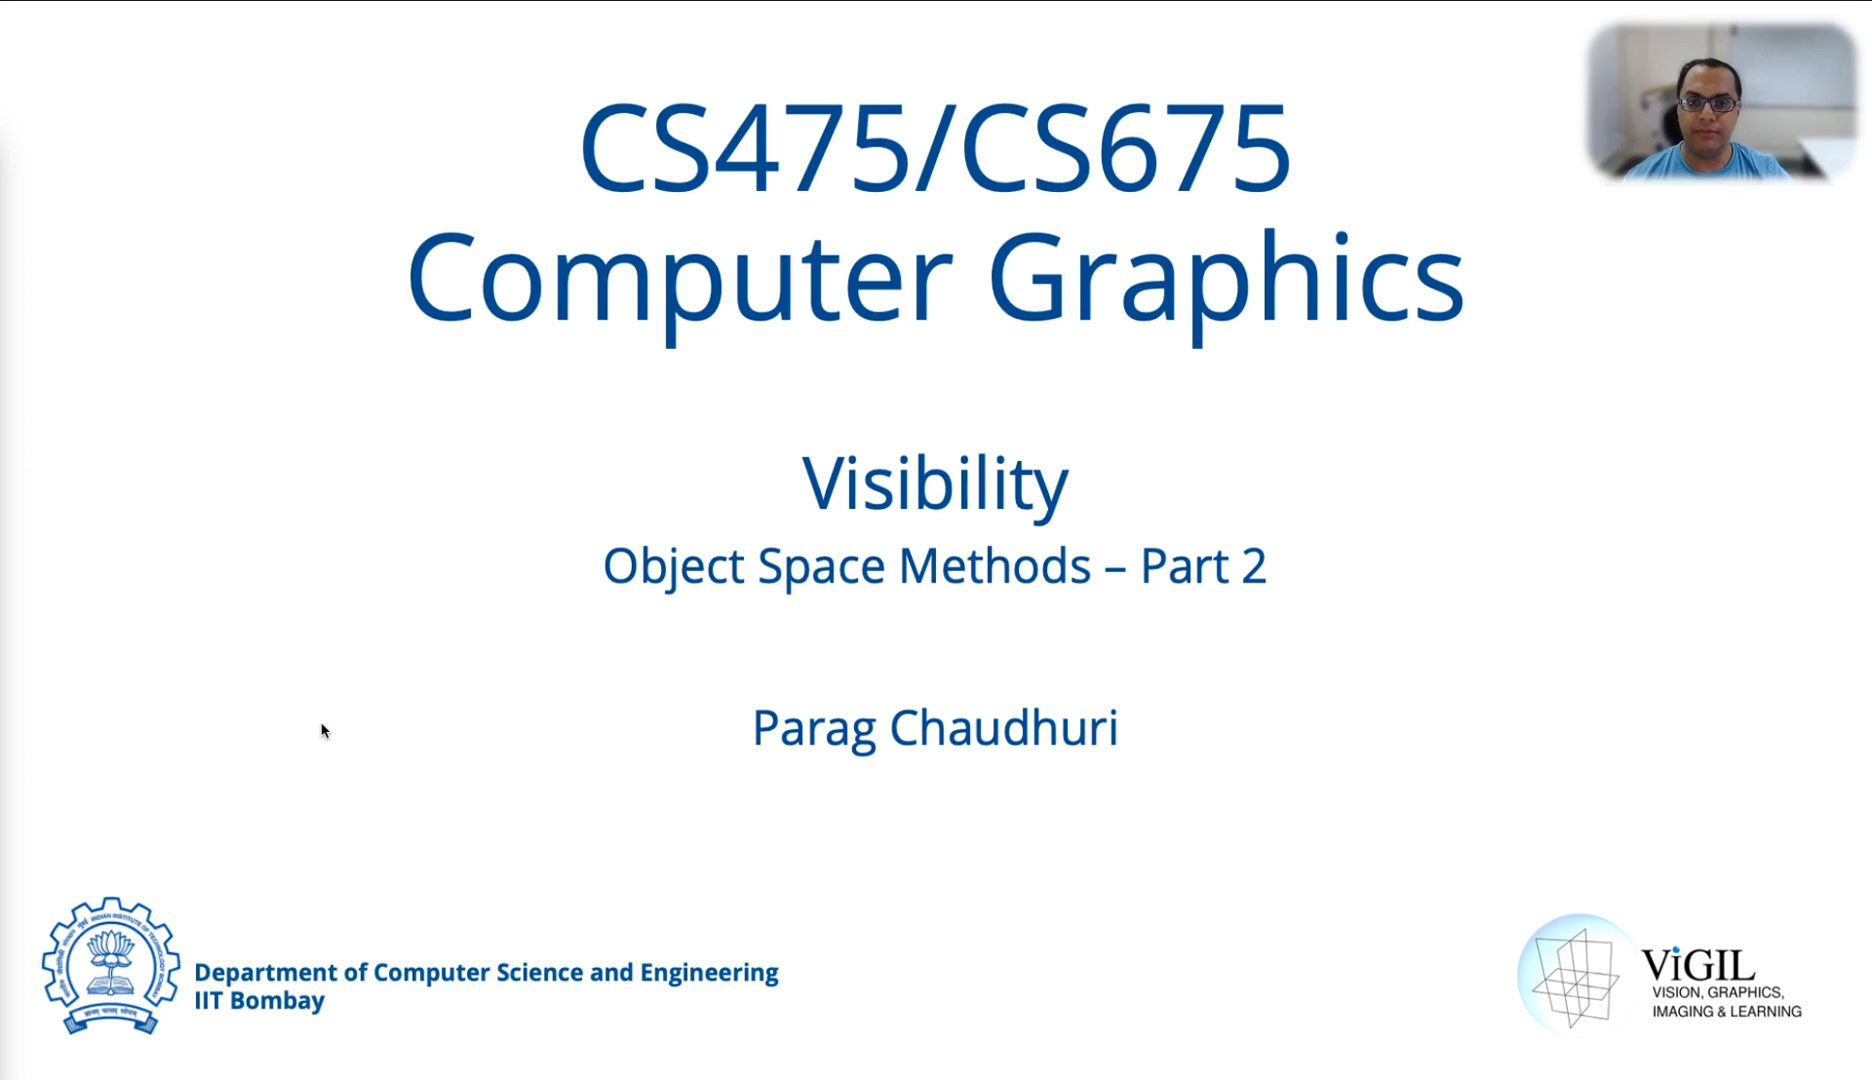 CS475/CS675
Computer Graphics
Visibility
Object Space Methods – Part 2
Parag Chaudhuri
Department of Computer Science and Engineering
IIT Bombay
ViGIL
VISION, GRAPHICS,
IMAGING & LEARNING